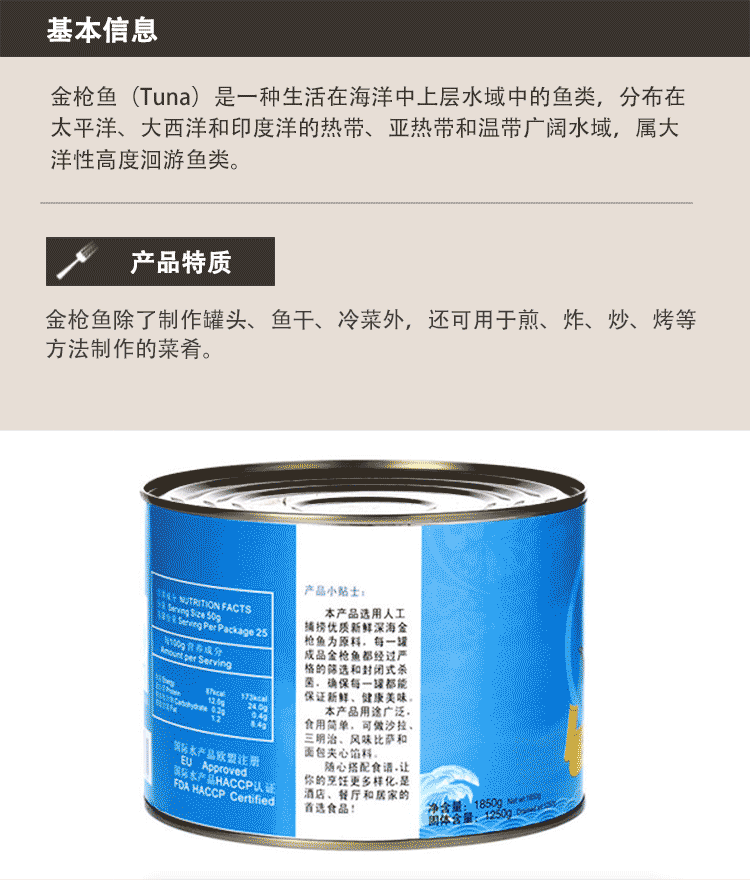 基本信息
金枪鱼（Tuna）是一种生活在海洋中上层水域中的鱼类，分布在
太平洋、大西洋和印度洋的热带、亚热带和温带广阔水域，属大
洋性高度洄游鱼类。
产品特质
金枪鱼除了制作罐头、鱼干、冷菜外，还可用于煎、炸、炒、烤等
方法制作的菜肴。
NUTRITION FACTS
Serving Size 50g
Serving Per Package 25
每100g 营养成分
Amount per Serving
Energy 87kcal 173kcal
Protein 12.0g 24.0g
Carbohydrate 0.2g 0.4g
Fat 1.2 6.4g
国际水产品欧盟注册
EU Approved
国际水产品HACCP认证
FDA HACCP Certified
产品小贴士：
本产品选用人工
捕捞优质新鲜深海金
枪鱼为原料，每一罐
成品金枪鱼都经过严
格的筛选和封闭式杀
菌，确保每一罐都能
保证新鲜、健康美味。
本产品用途广泛，
食用简单，可做沙拉、
三明治、风味比萨和
面包夹心馅料。
随心搭配食谱，让
你的烹饪更多样化，是
酒店、餐厅和居家的
首选食品！
净含量： 1850g
固体含量： 1250g